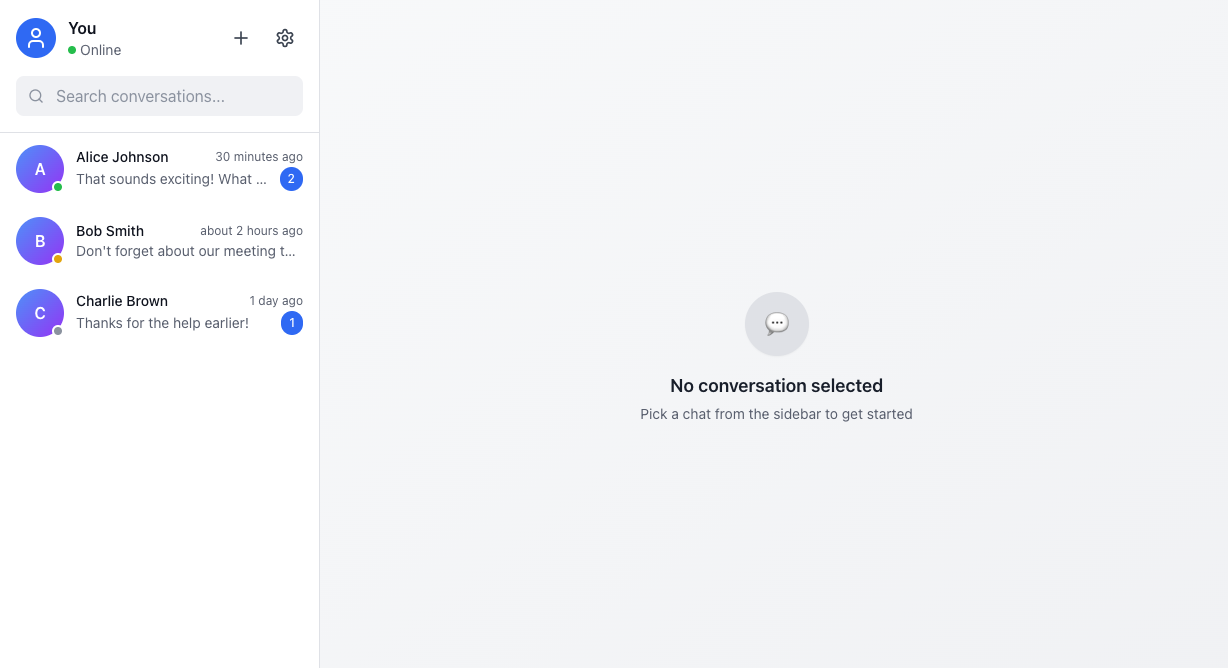 You
Online
Search conversations...
A
Alice Johnson
30 minutes ago
That sounds exciting! What ...
2
B
Bob Smith
about 2 hours ago
Don't forget about our meeting t...
C
Charlie Brown
1 day ago
Thanks for the help earlier!
1
No conversation selected
Pick a chat from the sidebar to get started